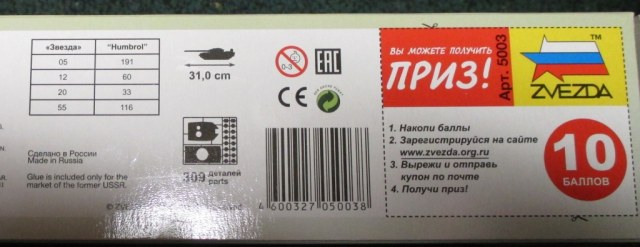 «Звезда» "Humbrol"
05 191
12 60
20 33
55 116
Сделано в России
Made in Russia
Glue is included only for the
market of the former USSR.
31,0 cm
309 деталей
parts
0-3
EAC
CE
4 600327 050038
ВЫ МОЖЕТЕ ПОЛУЧИТЬ
ПРИЗ!
Арт. 5003
ZVEZDA
1. Накопи баллы
2. Зарегистрируйся на сайте
www.zvezda.org.ru
3. Вырежи и отправь
купон по почте
4. Получи приз!
10
БАЛЛОВ